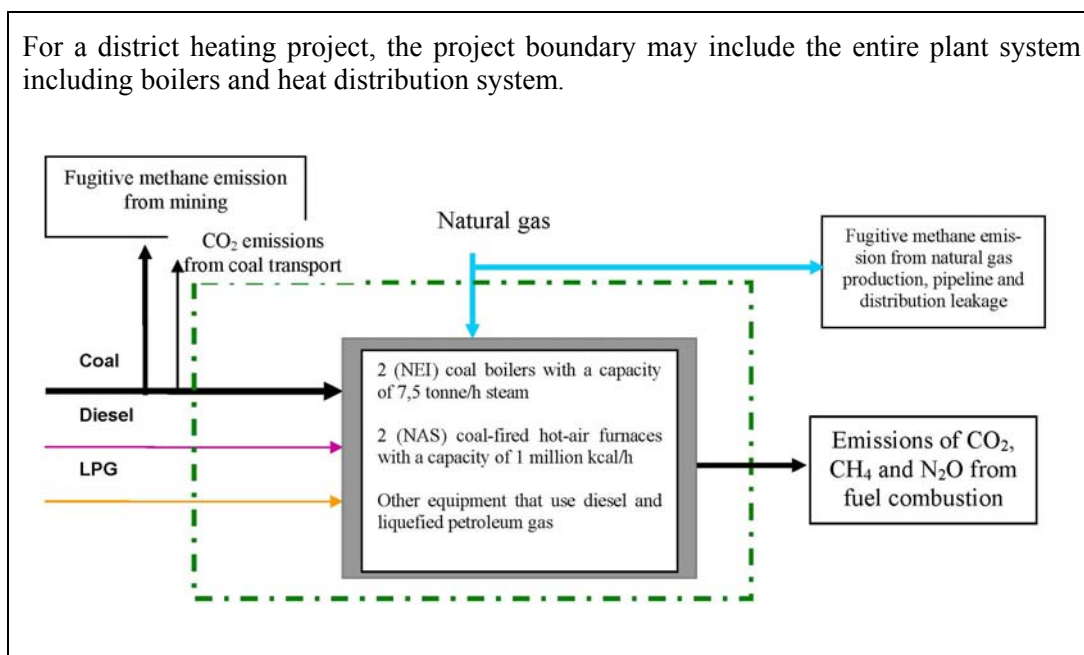 For a district heating project, the project boundary may include the entire plant system
including boilers and heat distribution system.
Fugitive methane emission
from mining
CO₂ emissions
from coal transport
Natural gas
Fugitive methane emis-
sion from natural gas
production, pipeline and
distribution leakage
Coal
Diesel
LPG
2 (NEI) coal boilers with a capacity
of 7,5 tonne/h steam
2 (NAS) coal-fired hot-air furnaces
with a capacity of 1 million kcal/h
Other equipment that use diesel and
liquefied petroleum gas
Emissions of CO₂,
CH₄ and N₂O from
fuel combustion